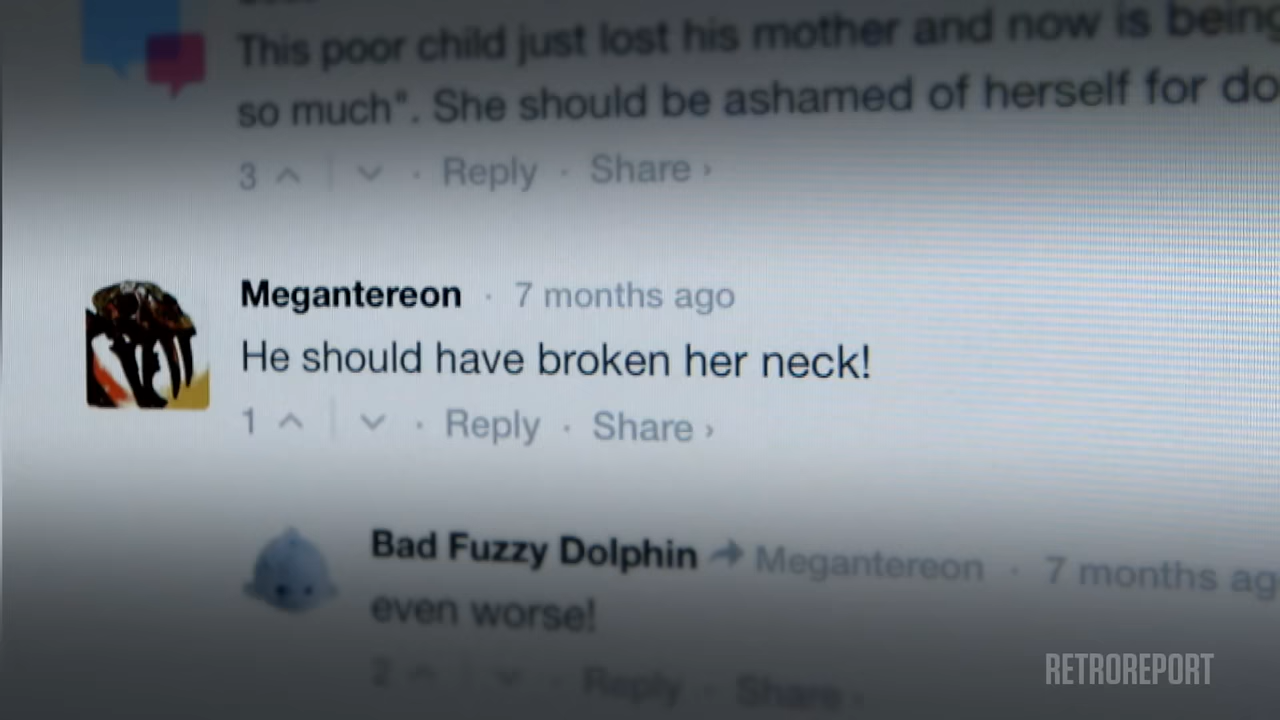 This poor child just lost his mother and now is being
so much". She should be ashamed of herself for do
3 Reply · Share ›
Megantereon · 7 months ago
He should have broken her neck!
1 Reply · Share ›
Bad Fuzzy Dolphin Megantereon · 7 months ag
even worse!
2 Reply · Share ›
RETROREPORT